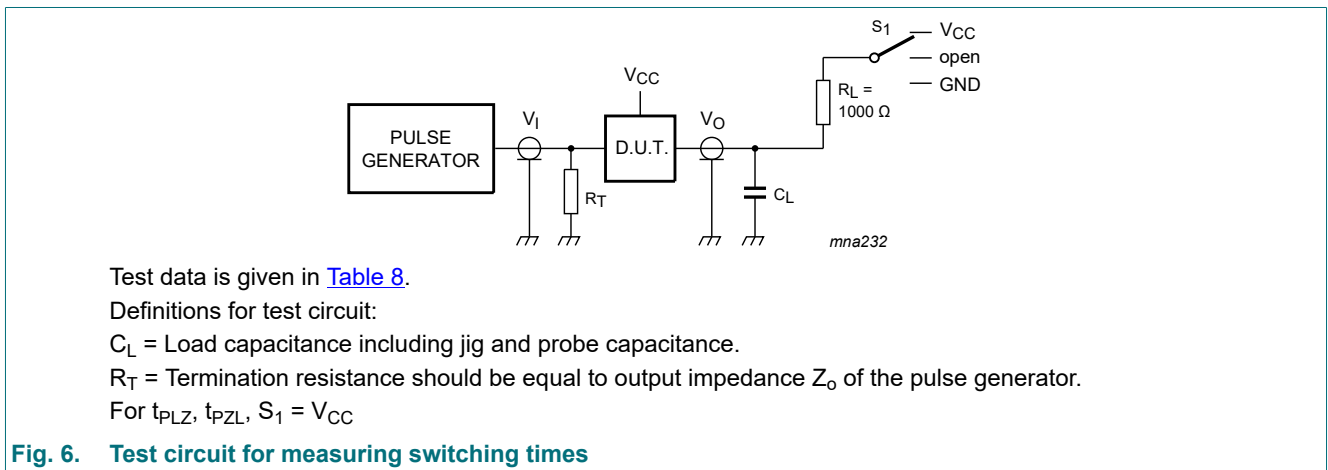 S1
VCC
open
GND
VCC
RL =
1000 Ω
PULSE
GENERATOR
VI
D.U.T.
VO
RT
CL
mna232
Test data is given in Table 8.
Definitions for test circuit:
CL = Load capacitance including jig and probe capacitance.
RT = Termination resistance should be equal to output impedance Zo of the pulse generator.
For tPLZ, tPZL, S1 = VCC
Fig. 6. Test circuit for measuring switching times